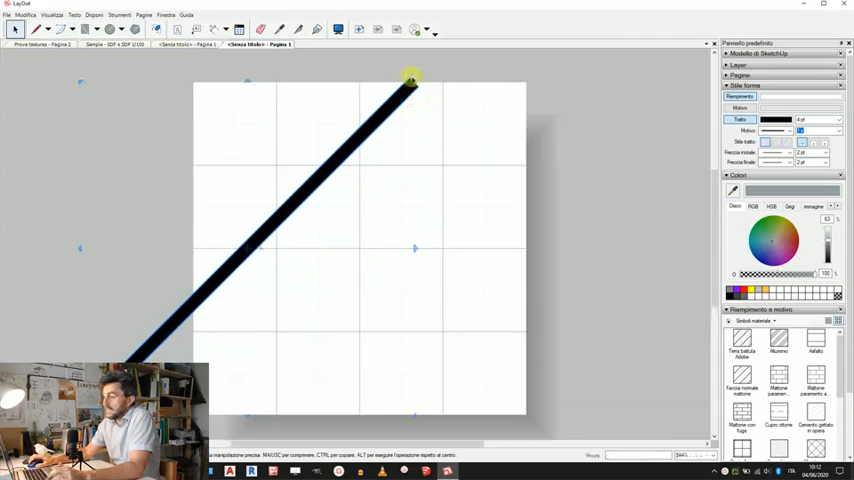 LayOut
File Modifica Visualizza Testo Disponi Strumenti Pagine Finestra Guida
Prove textures - Pagina 2 Sample - SDF e SDF 1/100 <Senza titolo> - Pagina 1 <Senza titolo> - Pagina 1
Pannello predefinito
Modello di SketchUp
Layer
Pagine
Stile forma
Riempimento
Motivo
Tratto 4 pt
Motivo:
Stile tratto:
Freccia iniziale: 2 pt
Freccia finale: 2 pt
Colori
Disco RGB HSB Grigi Immagine
63
O 100
Riempimento a motivo
Simboli materiale
Terra battuta Alluminio Asfalto
Faccia normale mattone Mattone paramen... Mattone paramento a...
Mattone con fuga Cupro ottone Cemento gettato in opera
manipolazione precisa. MAIUSC per comprimere, CTRL per copiare, ALT per eseguire l'operazione rispetto al centro.
Misura
ITA
10:12
04/06/2020